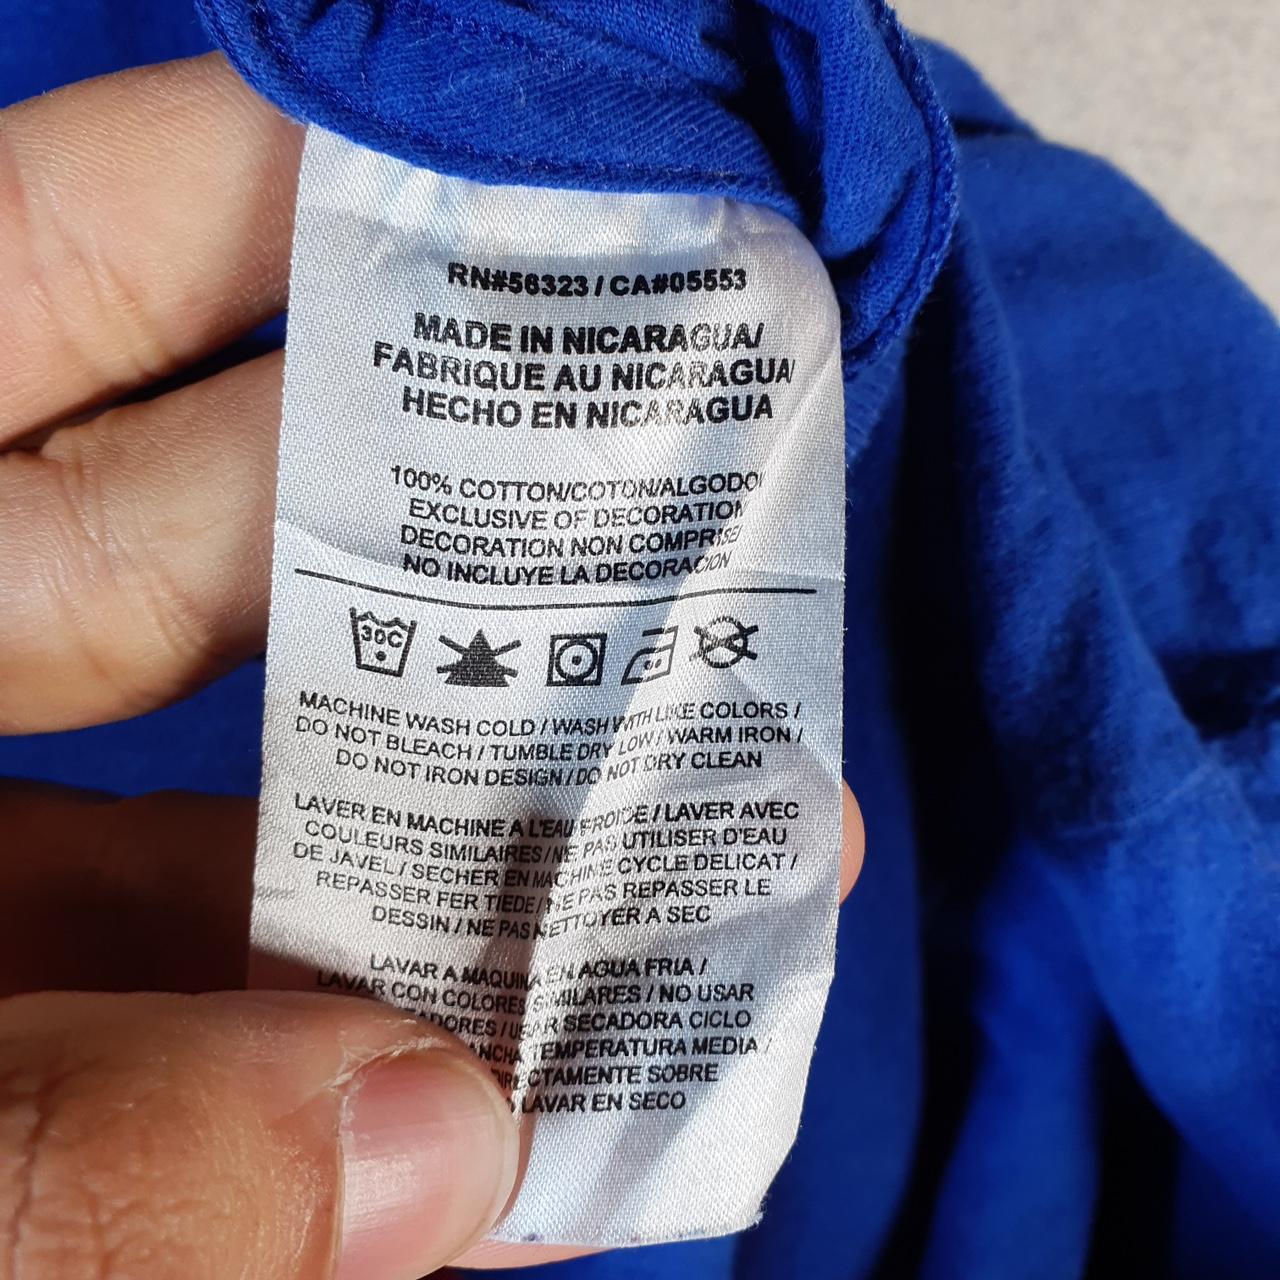 RN#56323 / CA#05553
MADE IN NICARAGUA/
FABRIQUE AU NICARAGUA/
HECHO EN NICARAGUA
100% COTTON/COTON/ALGODO
EXCLUSIVE OF DECORATION
DECORATION NON COMPRISE
NO INCLUYE LA DECORACION
30C
MACHINE WASH COLD / WASH WITH LIKE COLORS /
DO NOT BLEACH / TUMBLE DRY LOW / WARM IRON /
DO NOT IRON DESIGN / DO NOT DRY CLEAN
LAVER EN MACHINE A L'EAU FROIDE / LAVER AVEC
COULEURS SIMILAIRES / NE PAS UTILISER D'EAU
DE JAVEL / SECHER EN MACHINE CYCLE DELICAT /
REPASSER FER TIEDE / NE PAS REPASSER LE
DESSIN / NE PAS NETTOYER A SEC
LAVAR A MAQUINA EN AGUA FRIA /
LAVAR CON COLORES SIMILARES / NO USAR
ADORES / USAR SECADORA CICLO
ANCHA TEMPERATURA MEDIA /
DIRECTAMENTE SOBRE
LAVAR EN SECO